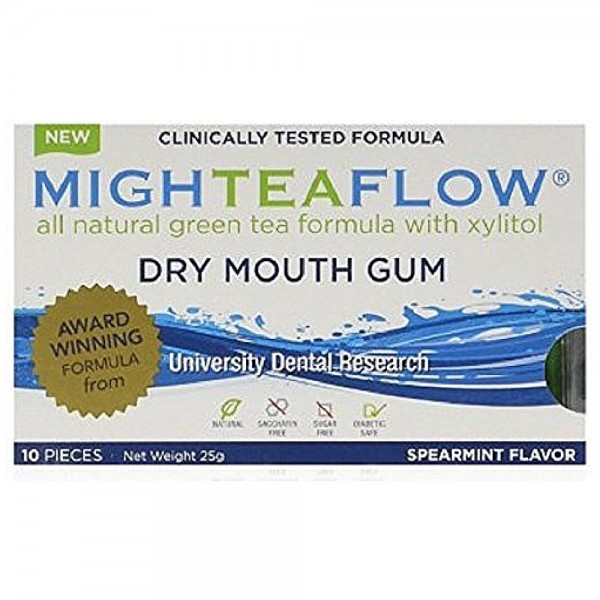 NEW
CLINICALLY TESTED FORMULA
MIGHTEAFLOW®
all natural green tea formula with xylitol
DRY MOUTH GUM
AWARD
WINNING
FORMULA
from
University Dental Research
NATURAL
SACCHARIN
FREE
SUGAR
FREE
DIABETIC
SAFE
10 PIECES · Net Weight 25g
SPEARMINT FLAVOR